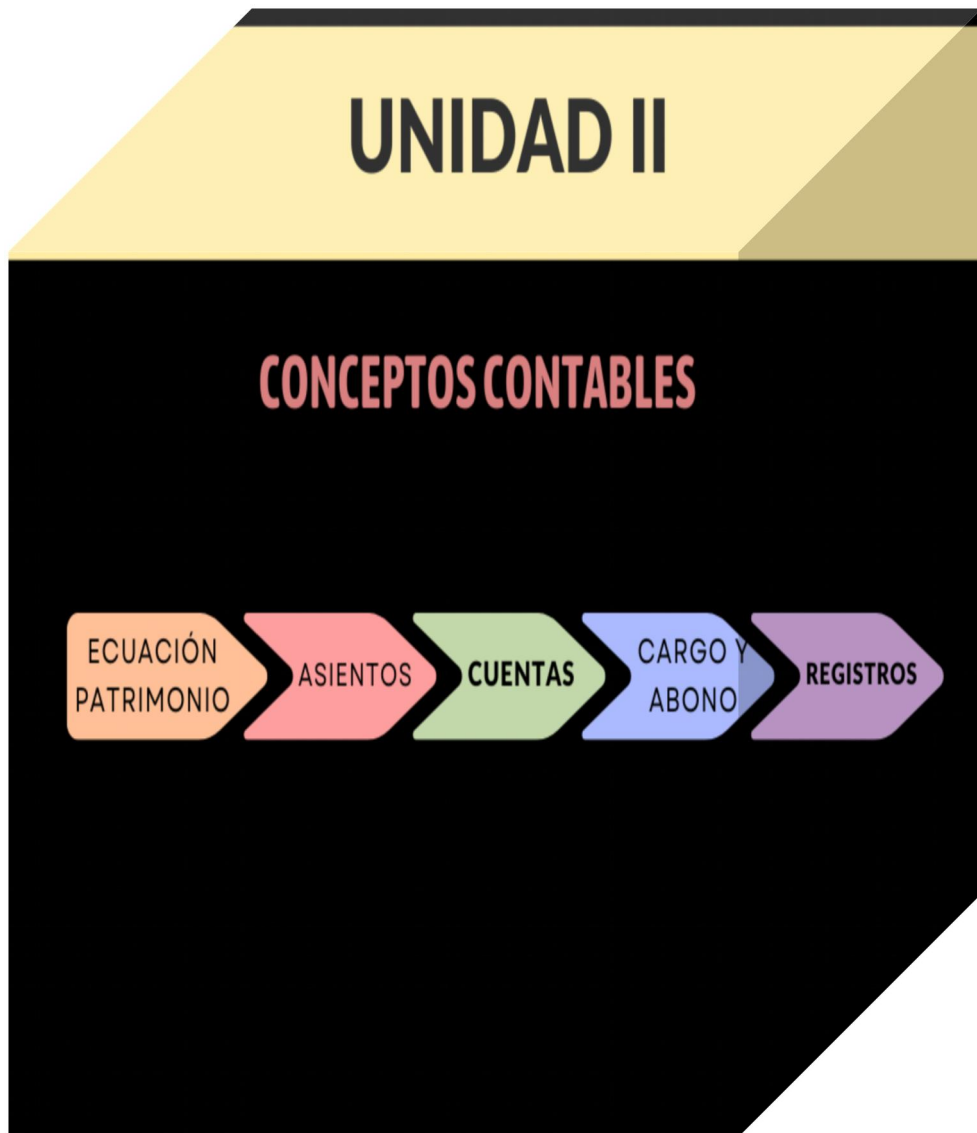 UNIDAD II
CONCEPTOS CONTABLES
ECUACIÓN
PATRIMONIO
ASIENTOS
CUENTAS
CARGO Y
ABONO
REGISTROS